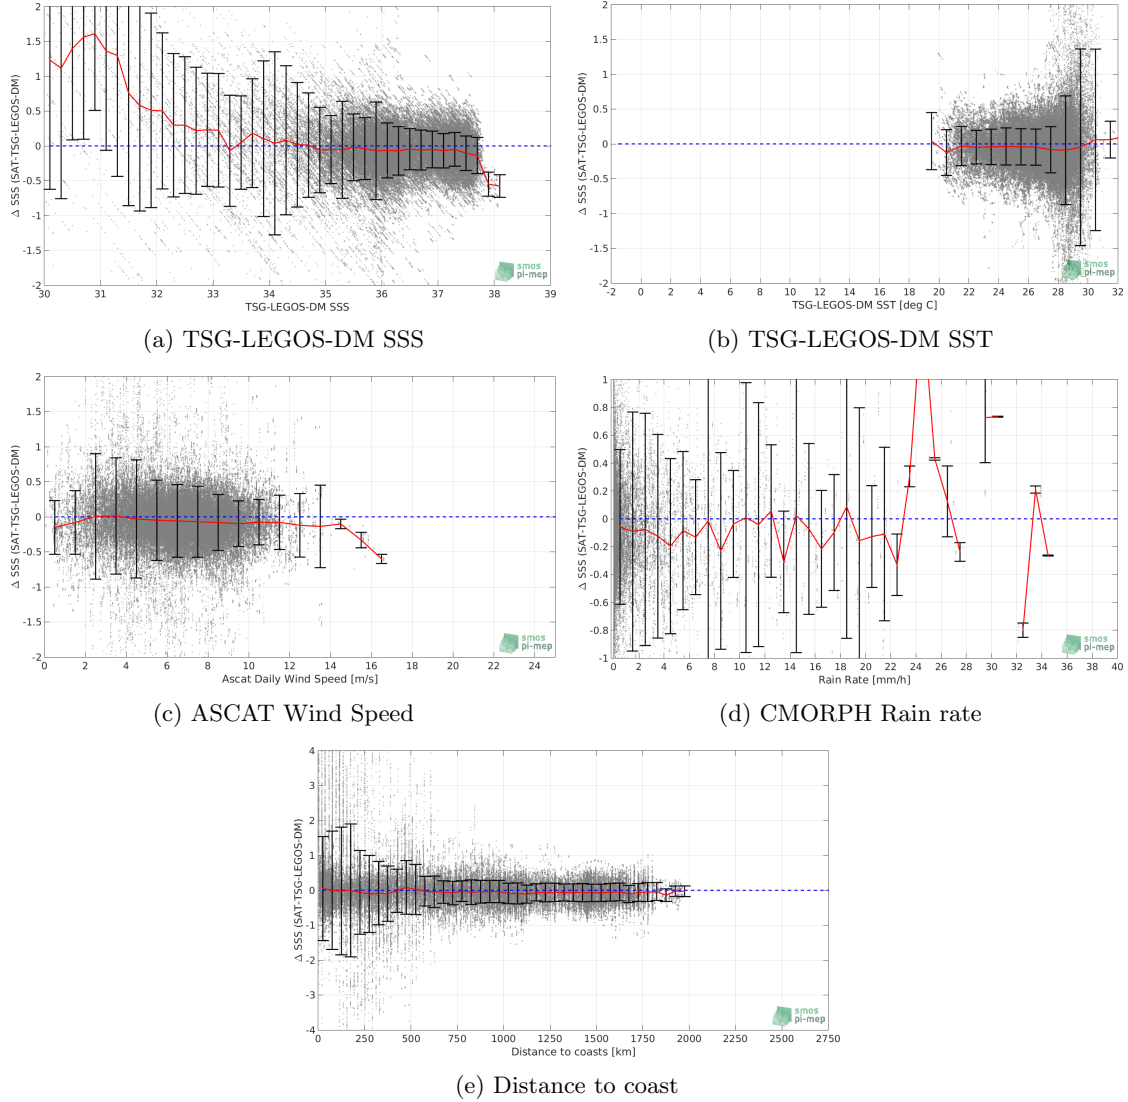 Δ SSS (SAT-TSG-LEGOS-DM)
2
1.5
1
0.5
0
-0.5
-1
-1.5
-2
30 31 32 33 34 35 36 37 38 39
TSG-LEGOS-DM SSS
smos
pi-mep
(a) TSG-LEGOS-DM SSS
Δ SSS (SAT-TSG-LEGOS-DM)
2
1.5
1
0.5
0
-0.5
-1
-1.5
-2
-2 0 2 4 6 8 10 12 14 16 18 20 22 24 26 28 30 32
TSG-LEGOS-DM SST [deg C]
smos
pi-mep
(b) TSG-LEGOS-DM SST
Δ SSS (SAT-TSG-LEGOS-DM)
2
1.5
1
0.5
0
-0.5
-1
-1.5
-2
0 2 4 6 8 10 12 14 16 18 20 22 24
Ascat Daily Wind Speed [m/s]
smos
pi-mep
(c) ASCAT Wind Speed
Δ SSS (SAT-TSG-LEGOS-DM)
1
0.8
0.6
0.4
0.2
0
-0.2
-0.4
-0.6
-0.8
-1
0 2 4 6 8 10 12 14 16 18 20 22 24 26 28 30 32 34 36 38 40
Rain Rate [mm/h]
smos
pi-mep
(d) CMORPH Rain rate
Δ SSS (SAT-TSG-LEGOS-DM)
4
3
2
1
0
-1
-2
-3
-4
0 250 500 750 1000 1250 1500 1750 2000 2250 2500 2750
Distance to coasts [km]
smos
pi-mep
(e) Distance to coast